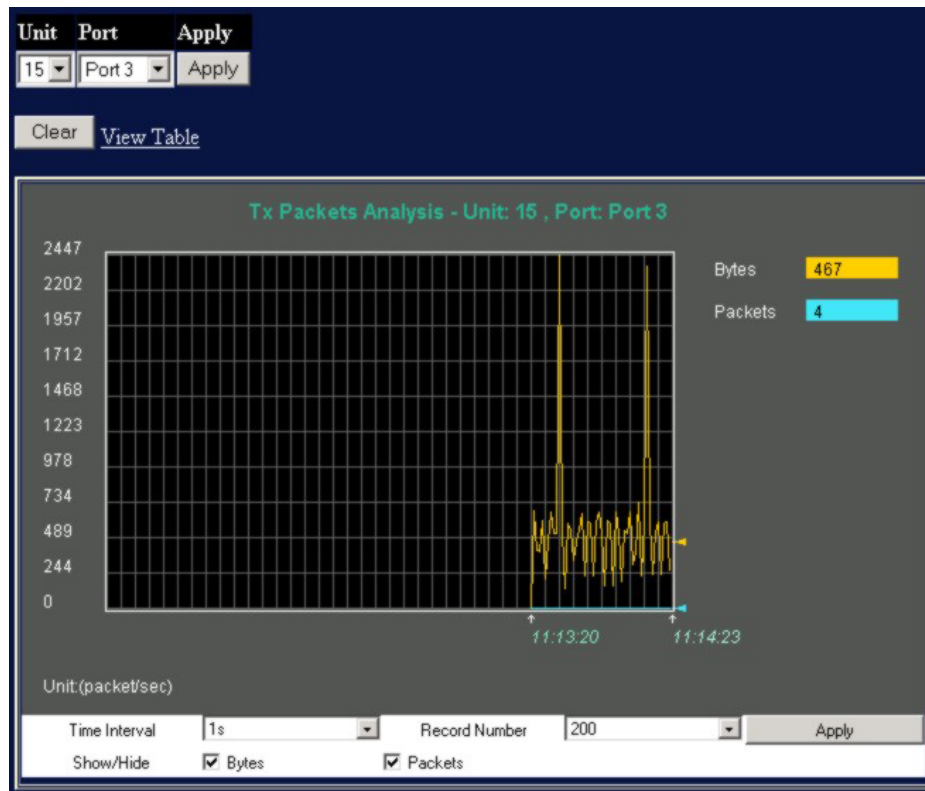 Unit Port Apply
15 Port 3 Apply
Clear View Table
Tx Packets Analysis - Unit: 15 , Port: Port 3
2447
2202
1957
1712
1468
1223
978
734
489
244
0
Bytes 467
Packets 4
11:13:20 11:14:23
Unit:(packet/sec)
Time Interval 1s Record Number 200 Apply
Show/Hide Bytes Packets